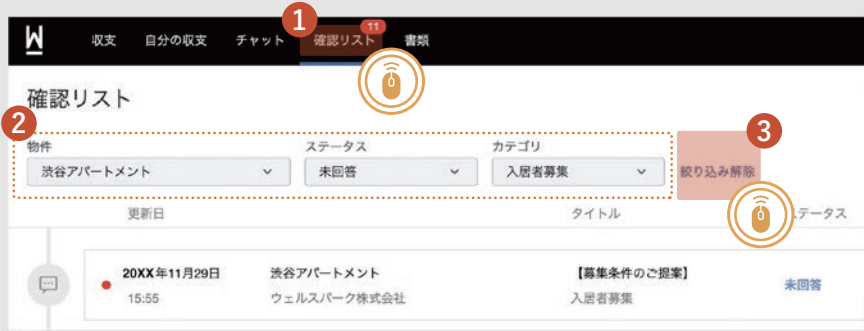 1
11
W 収支 自分の収支 チャット 確認リスト 書類
確認リスト
2
3
物件 ステータス カテゴリ
渋谷アパートメント 未回答 入居者募集 絞り込み解除
更新日 タイトル ステータス
20XX年11月29日 渋谷アパートメント 【募集条件のご提案】 未回答
15:55 ウェルスパーク株式会社 入居者募集